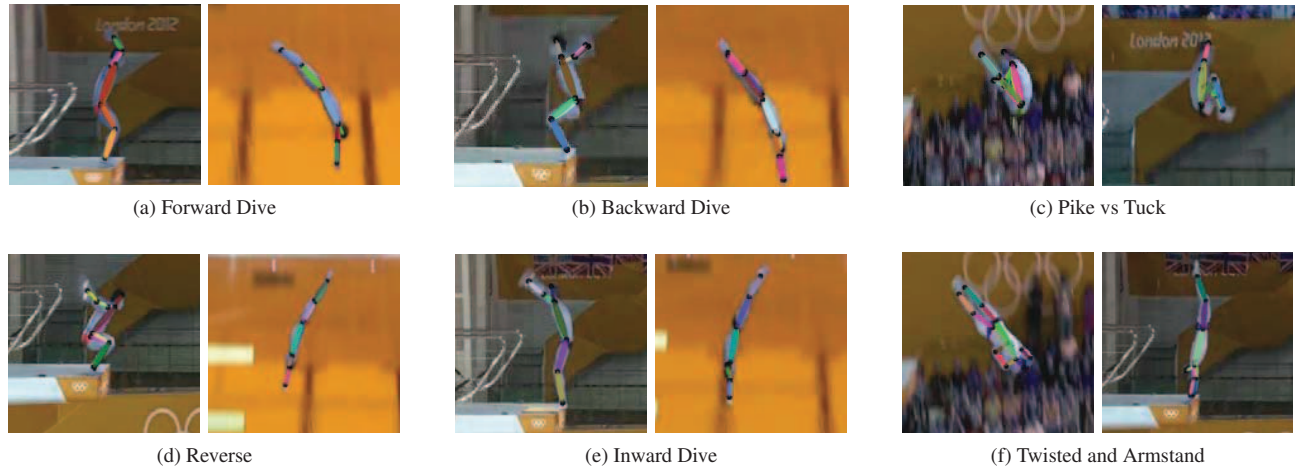 London 2012
London 2012
(a) Forward Dive
(b) Backward Dive
(c) Pike vs Tuck
(d) Reverse
(e) Inward Dive
(f) Twisted and Armstand